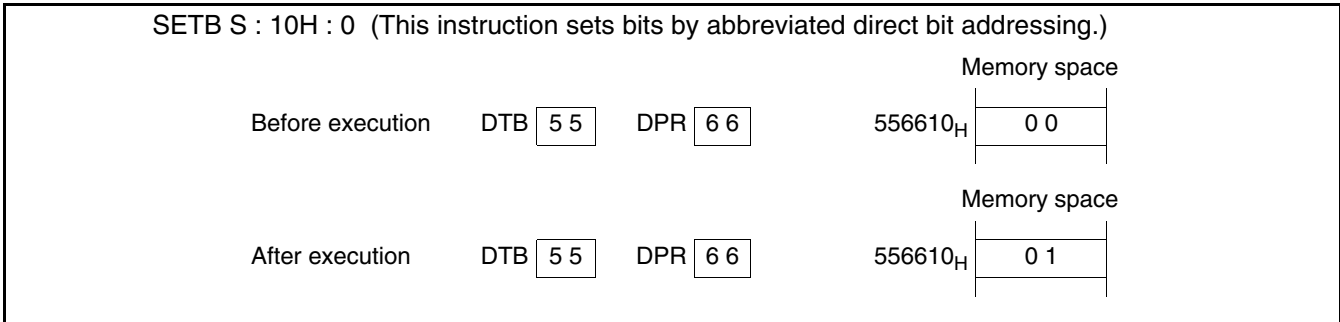 SETB S : 10H : 0 (This instruction sets bits by abbreviated direct bit addressing.)
Memory space
Before execution DTB 5 5 DPR 6 6 556610H 0 0
Memory space
After execution DTB 5 5 DPR 6 6 556610H 0 1